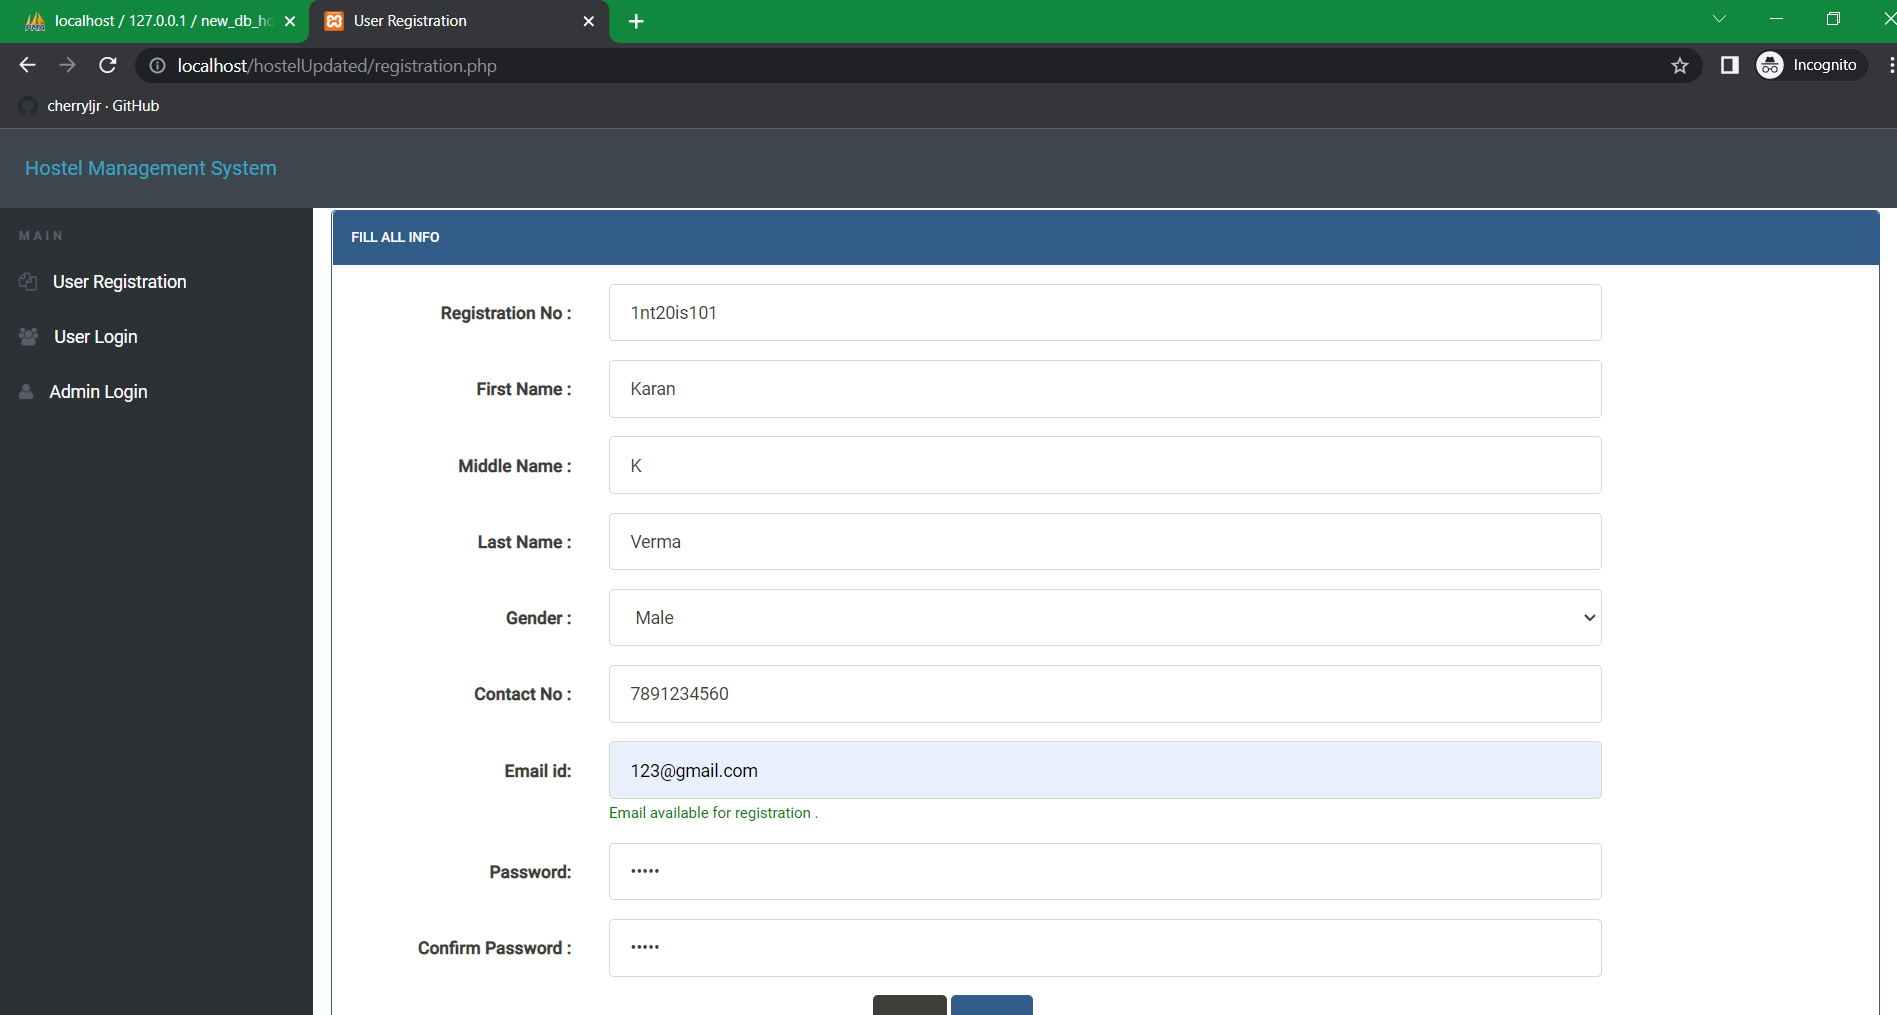 localhost / 127.0.0.1 / new_db_ho
User Registration
localhost/hostelUpdated/registration.php
Incognito
cherryljr · GitHub
Hostel Management System
MAIN
User Registration
User Login
Admin Login
FILL ALL INFO
Registration No : 1nt20is101
First Name : Karan
Middle Name : K
Last Name : Verma
Gender : Male
Contact No : 7891234560
Email id: 123@gmail.com
Email available for registration .
Password: •••••
Confirm Password : •••••